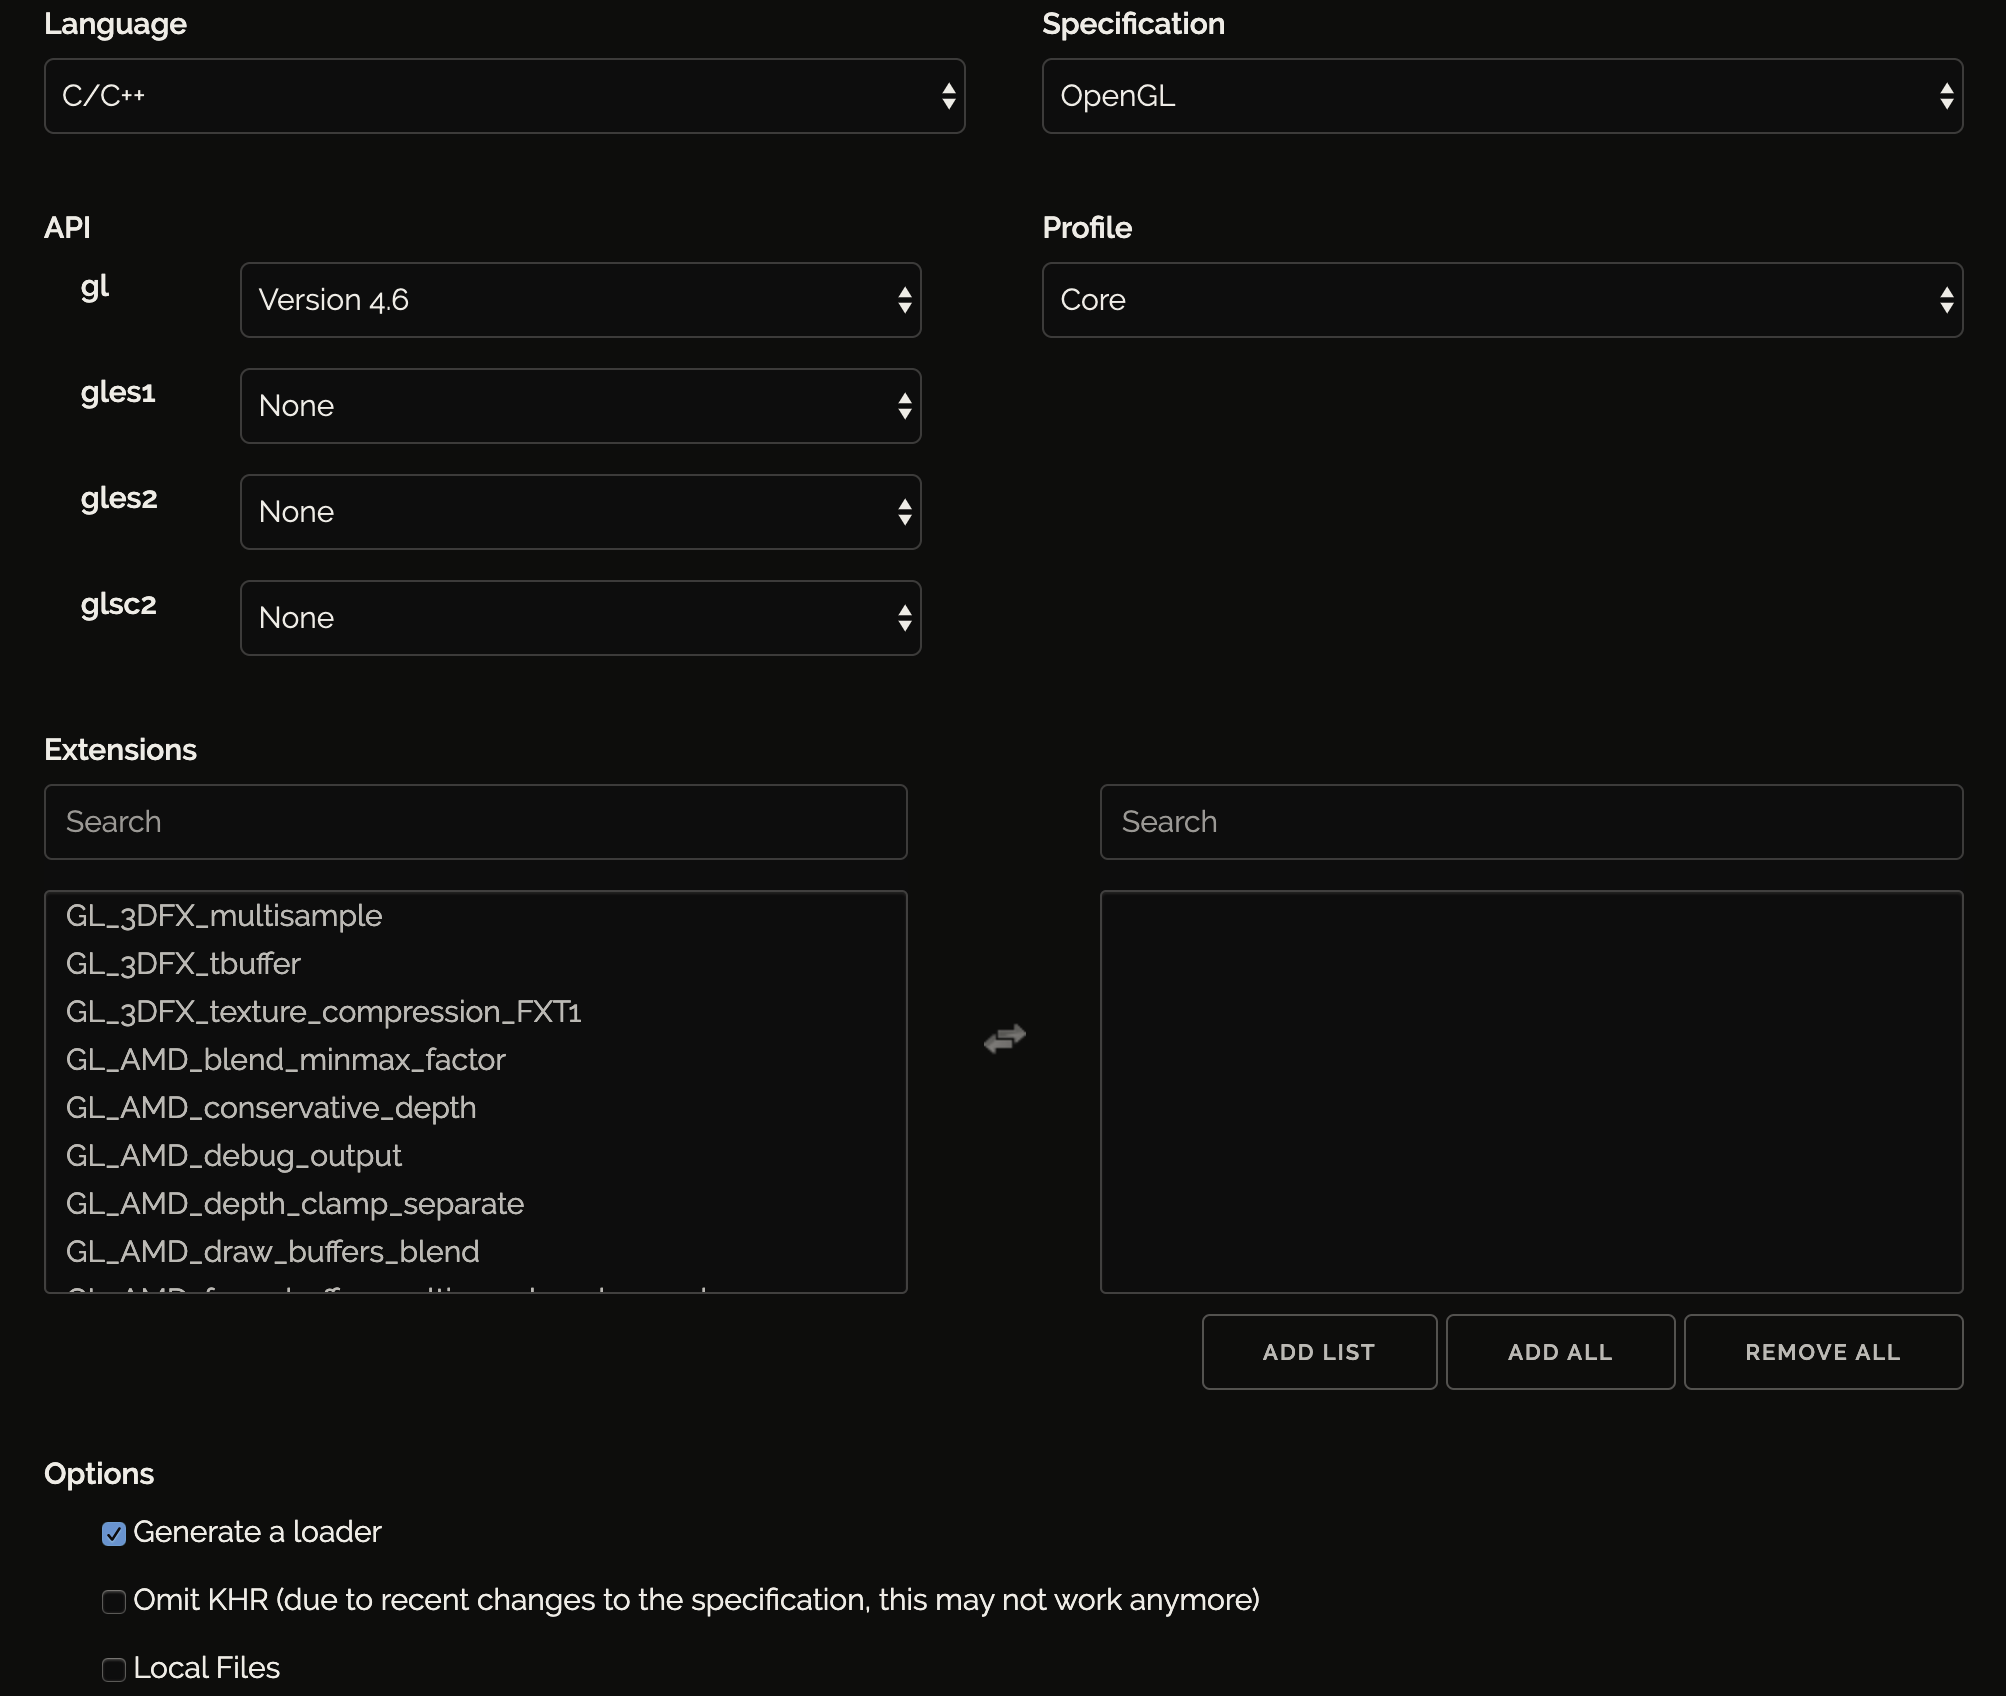 Language
Specification
C/C++
OpenGL
API
Profile
gl
Version 4.6
Core
gles1
None
gles2
None
glsc2
None
Extensions
Search
Search
GL_3DFX_multisample
GL_3DFX_tbuffer
GL_3DFX_texture_compression_FXT1
GL_AMD_blend_minmax_factor
GL_AMD_conservative_depth
GL_AMD_debug_output
GL_AMD_depth_clamp_separate
GL_AMD_draw_buffers_blend
ADD LIST
ADD ALL
REMOVE ALL
Options
Generate a loader
Omit KHR (due to recent changes to the specification, this may not work anymore)
Local Files